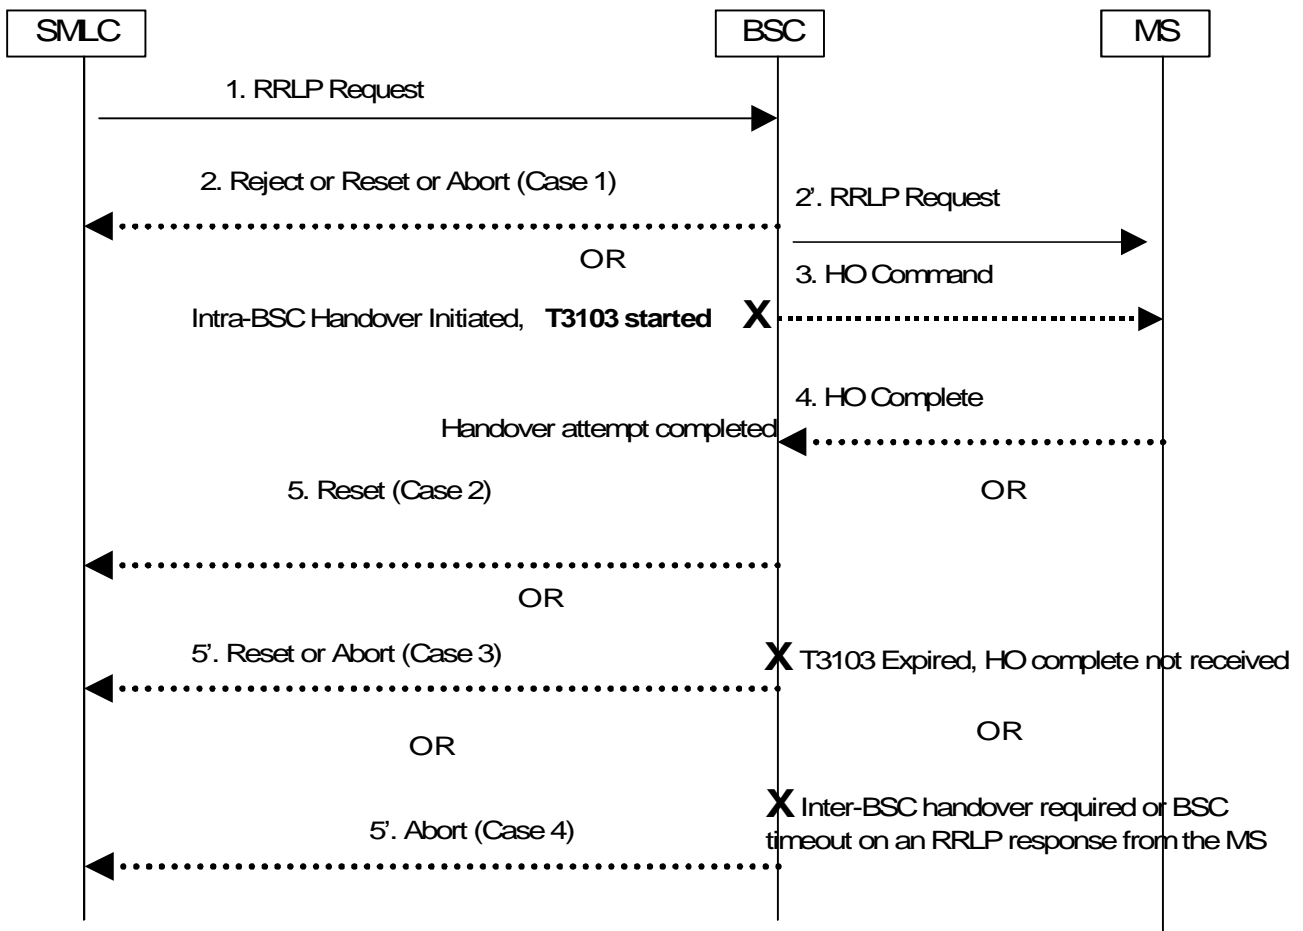 SMLC
BSC
MS
1. RRLP Request
2. Reject or Reset or Abort (Case 1)
2’. RRLP Request
OR
3. HO Command
Intra-BSC Handover Initiated, T3103 started X
4. HO Complete
Handover attempt completed
5. Reset (Case 2)
OR
OR
5’. Reset or Abort (Case 3)
X T3103 Expired, HO complete not received
OR
OR
X Inter-BSC handover required or BSC
timeout on an RRLP response from the MS
5’. Abort (Case 4)